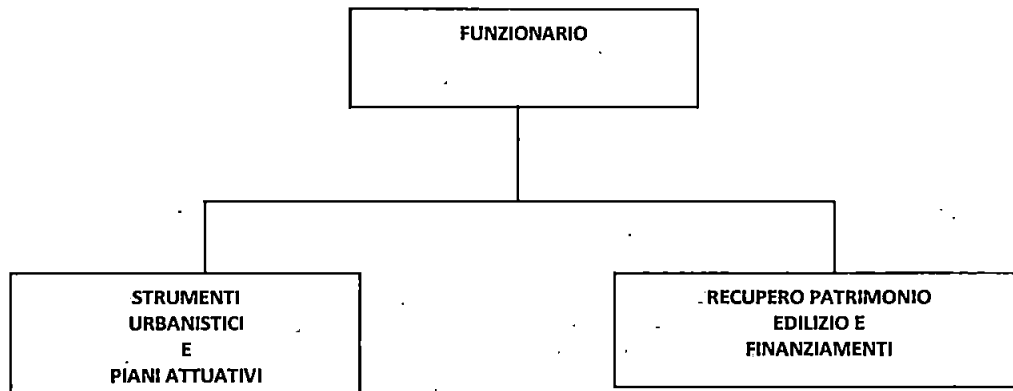 FUNZIONARIO
STRUMENTI
URBANISTICI
E
PIANI ATTUATIVI
RECUPERO PATRIMONIO
EDILIZIO E
FINANZIAMENTI